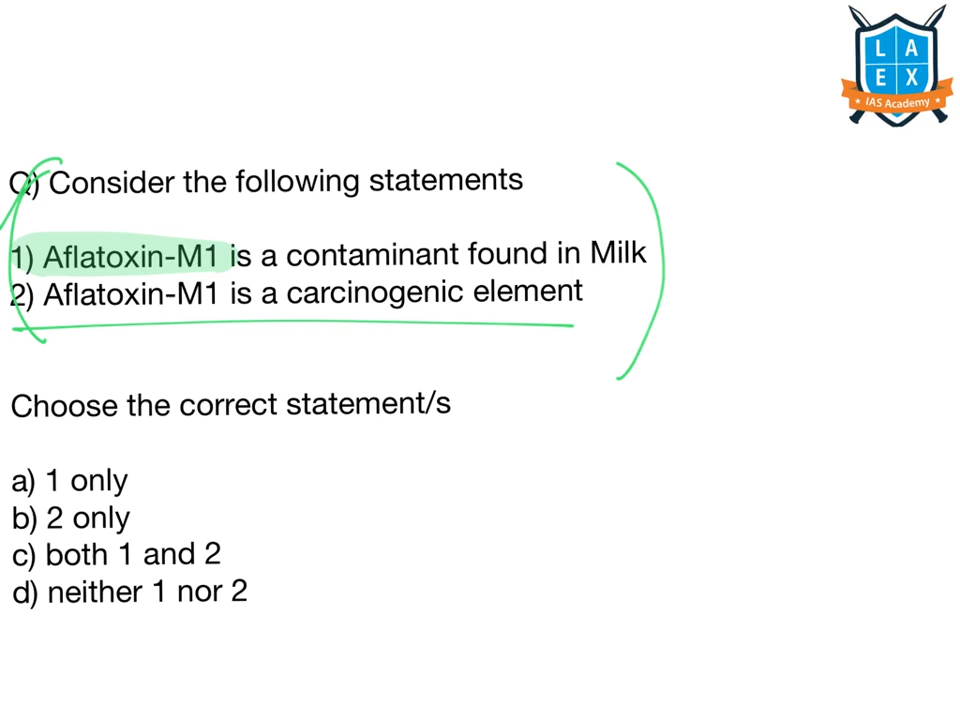 L A
E X
IAS Academy
Q) Consider the following statements
1) Aflatoxin-M1 is a contaminant found in Milk
2) Aflatoxin-M1 is a carcinogenic element
Choose the correct statement/s
a) 1 only
b) 2 only
c) both 1 and 2
d) neither 1 nor 2